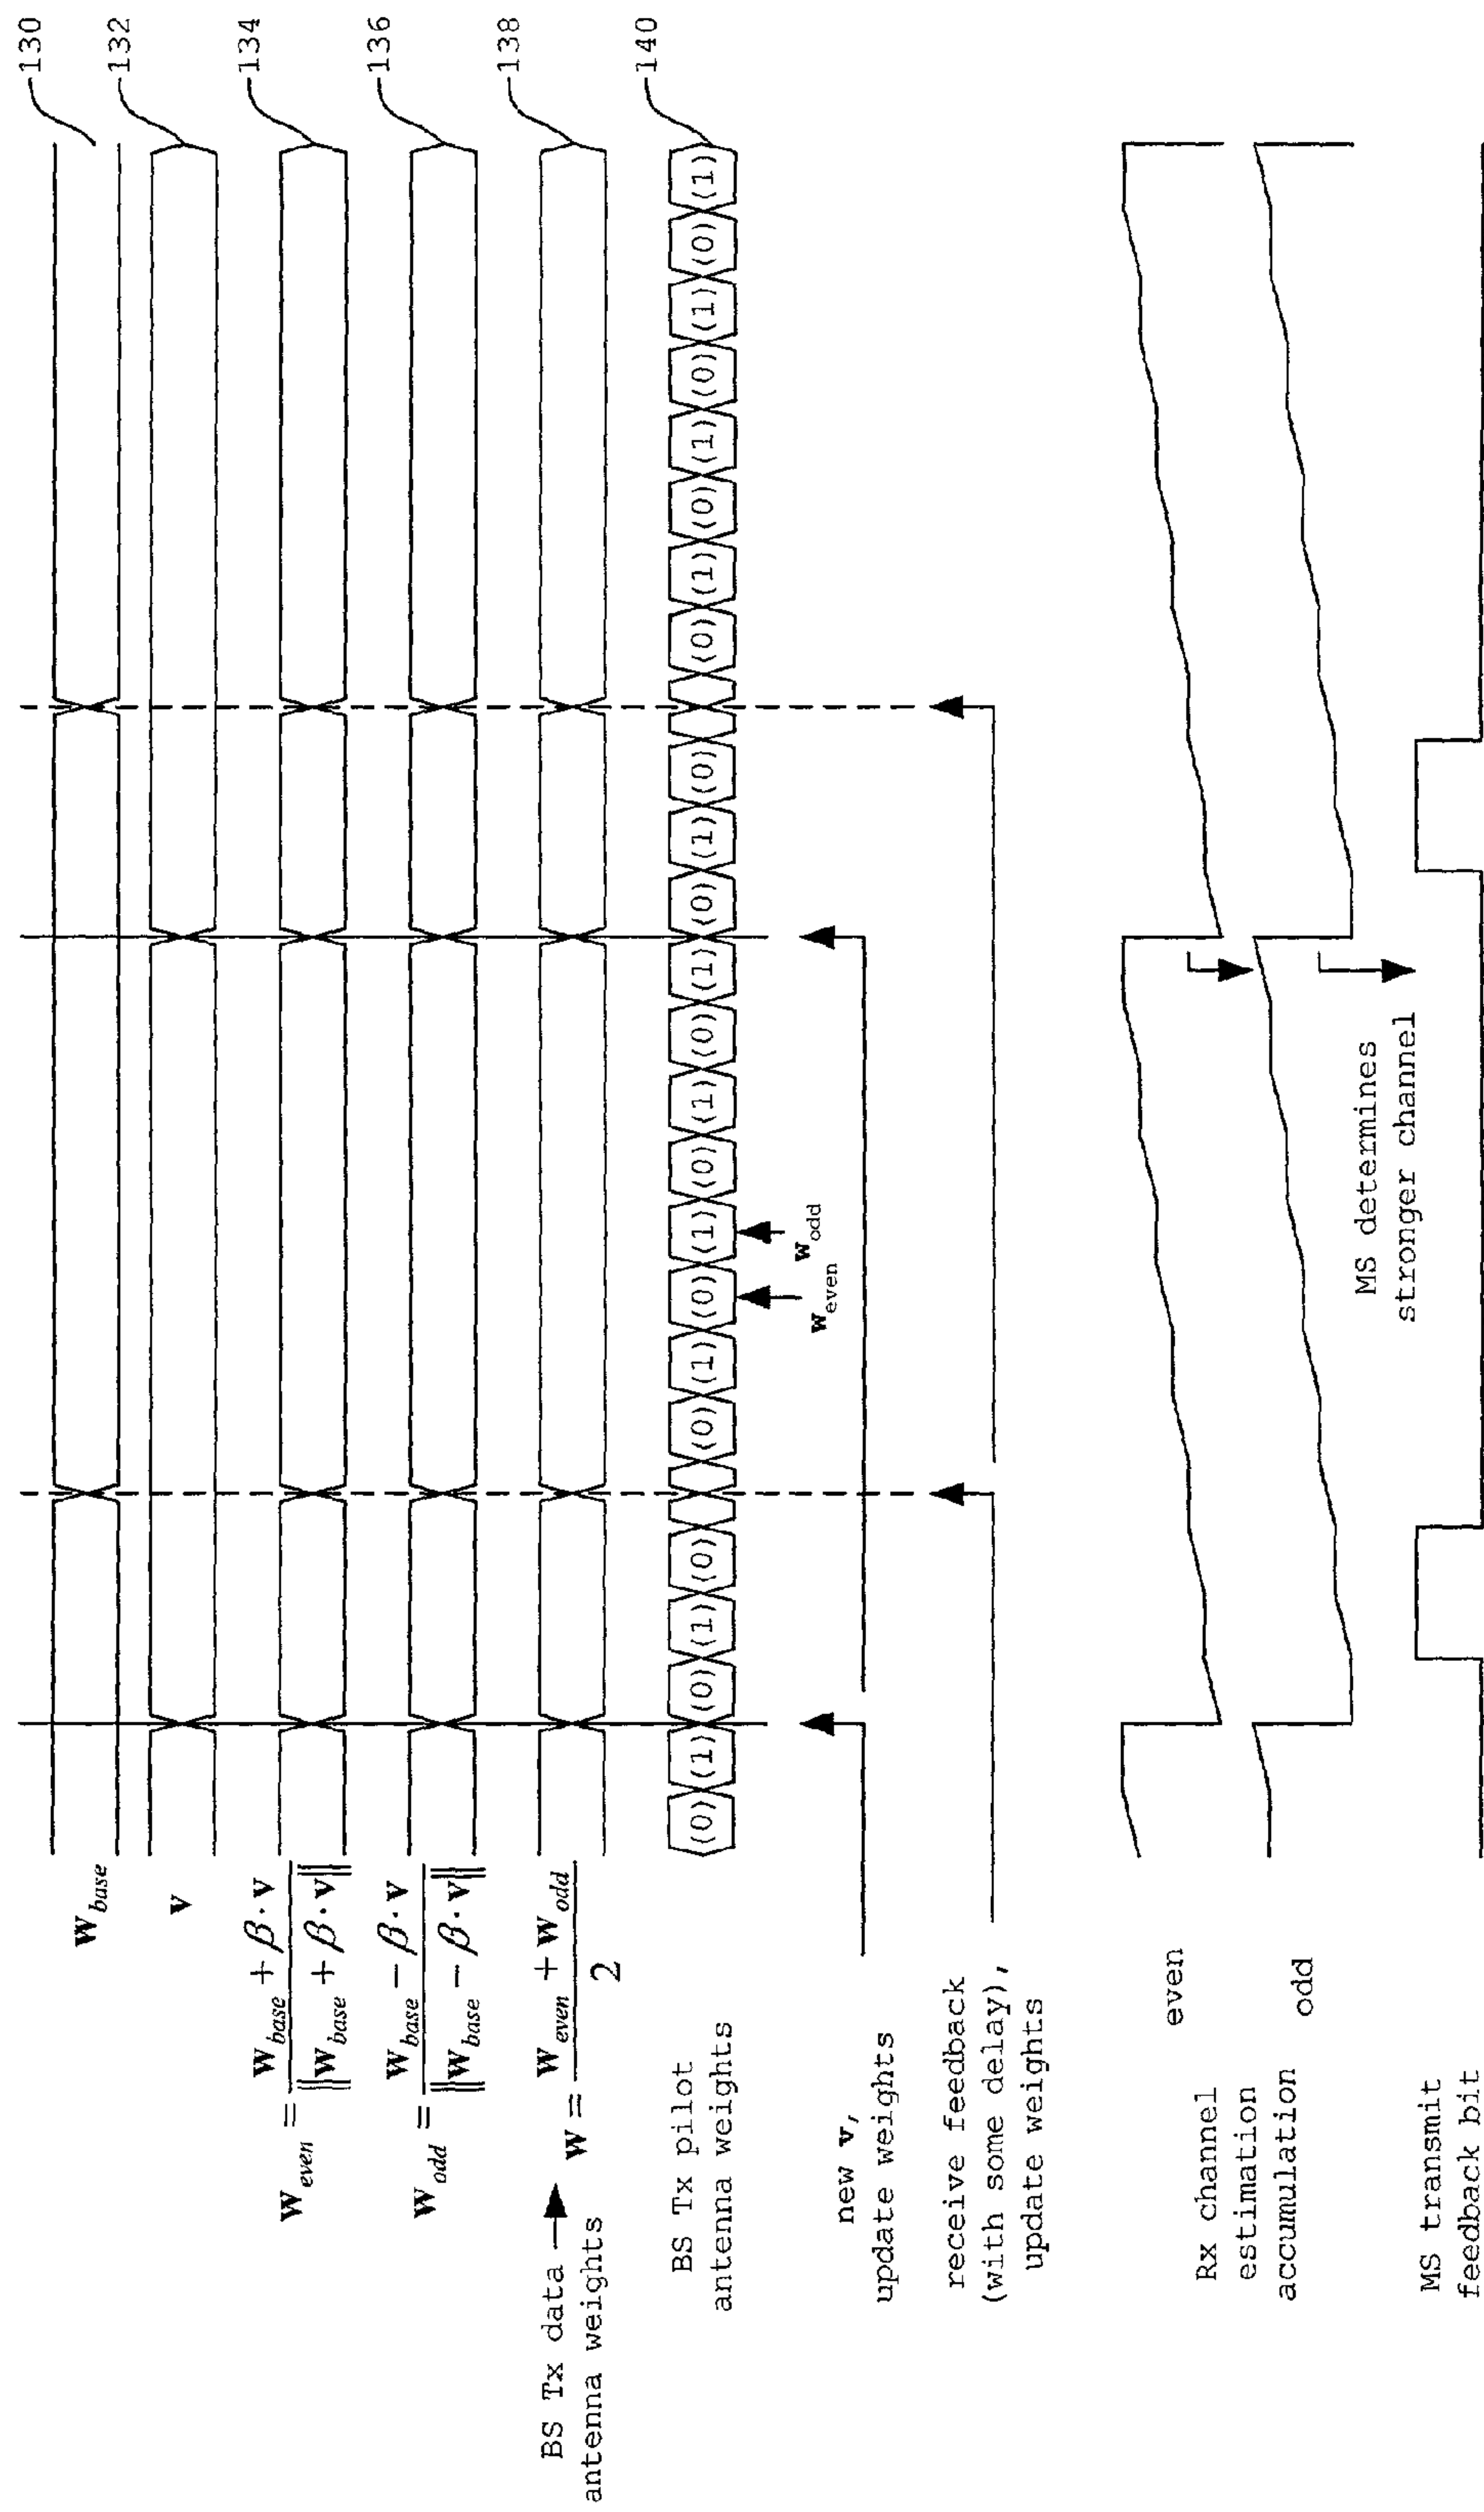 W_base 130
v 132
W_even = (W_base + β · v) / ‖W_base + β · v‖ 134
W_odd = (W_base − β · v) / ‖W_base − β · v‖ 136
BS Tx data
antenna weights
W = (W_even + W_odd) / 2 138
BS Tx pilot
antenna weights
(0) (1) (0) (1) (0) (0) (1) (0) (1) (0) (1) (0) (1) (0) (1) (0) (0) (1) (0) (1) (0) (1) (0) (1) 140
W_even W_odd
new v,
update weights
receive feedback
(with some delay),
update weights
Rx channel
estimation
accumulation
even
odd
MS determines
stronger channel
MS transmit
feedback bit